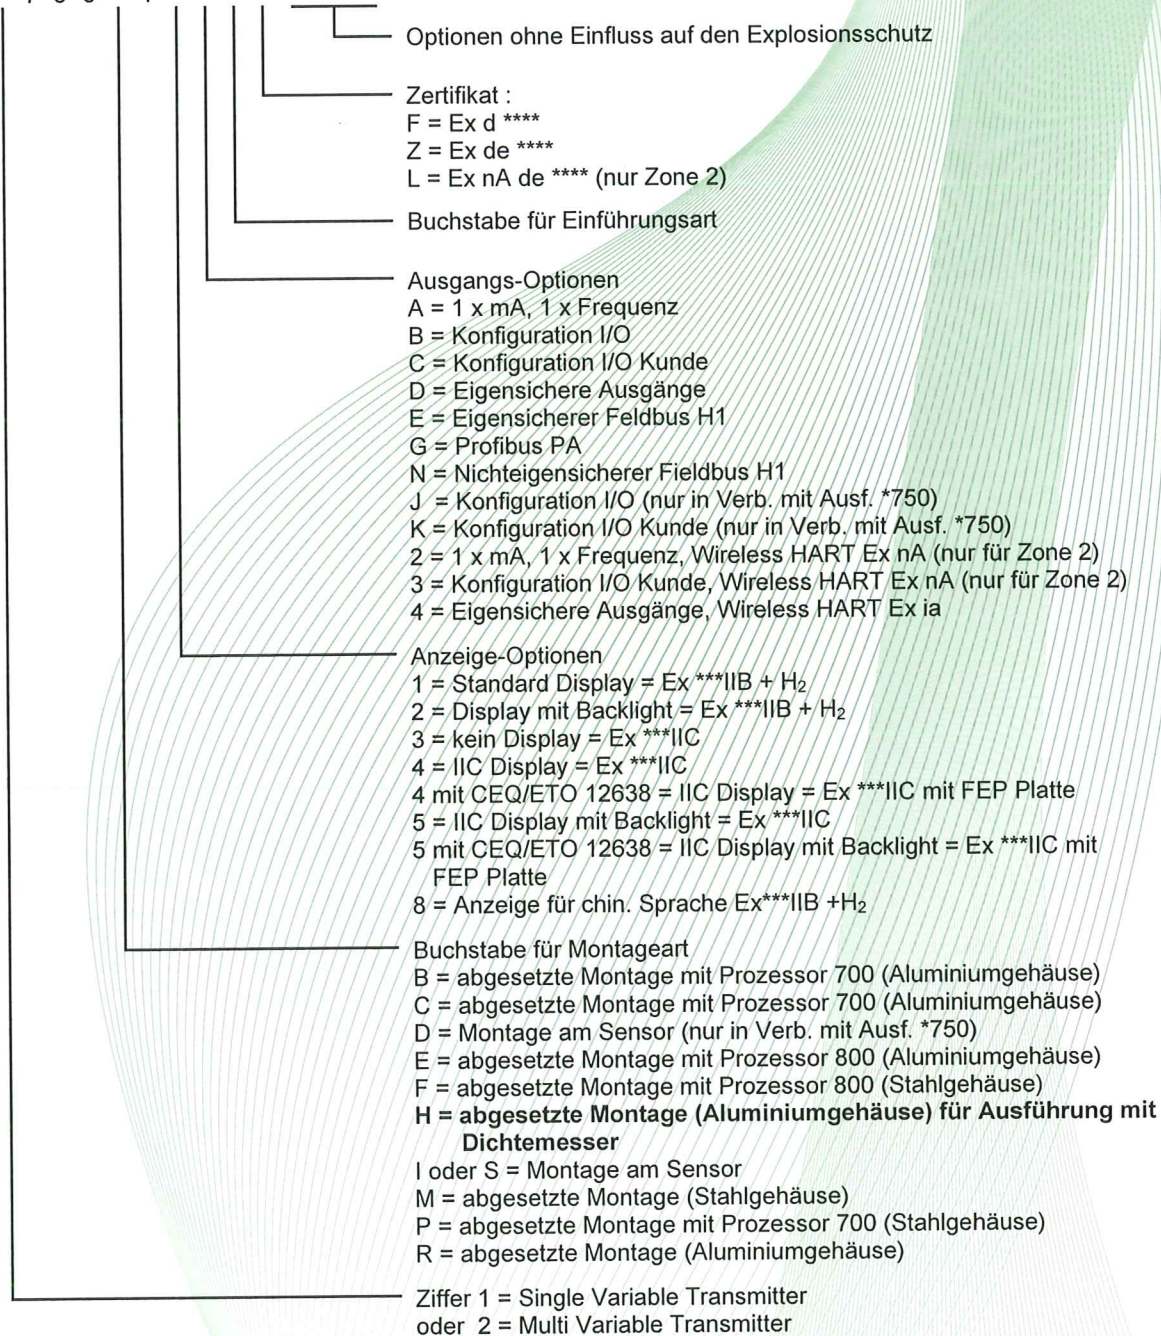 Optionen ohne Einfluss auf den Explosionsschutz
Zertifikat :
F = Ex d ****
Z = Ex de ****
L = Ex nA de **** (nur Zone 2)
Buchstabe für Einführungsart
Ausgangs-Optionen
A = 1 x mA, 1 x Frequenz
B = Konfiguration I/O
C = Konfiguration I/O Kunde
D = Eigensichere Ausgänge
E = Eigensicherer Feldbus H1
G = Profibus PA
N = Nichteigensicherer Fieldbus H1
J = Konfiguration I/O (nur in Verb. mit Ausf. *750)
K = Konfiguration I/O Kunde (nur in Verb. mit Ausf. *750)
2 = 1 x mA, 1 x Frequenz, Wireless HART Ex nA (nur für Zone 2)
3 = Konfiguration I/O Kunde, Wireless HART Ex nA (nur für Zone 2)
4 = Eigensichere Ausgänge, Wireless HART Ex ia
Anzeige-Optionen
1 = Standard Display = Ex ***IIB + H₂
2 = Display mit Backlight = Ex ***IIB + H₂
3 = kein Display = Ex ***IIC
4 = IIC Display = Ex ***IIC
4 mit CEQ/ETO 12638 = IIC Display = Ex ***IIC mit FEP Platte
5 = IIC Display mit Backlight = Ex ***IIC
5 mit CEQ/ETO 12638 = IIC Display mit Backlight = Ex ***IIC mit
FEP Platte
8 = Anzeige für chin. Sprache Ex***IIB +H₂
Buchstabe für Montageart
B = abgesetzte Montage mit Prozessor 700 (Aluminiumgehäuse)
C = abgesetzte Montage mit Prozessor 700 (Aluminiumgehäuse)
D = Montage am Sensor (nur in Verb. mit Ausf. *750)
E = abgesetzte Montage mit Prozessor 800 (Aluminiumgehäuse)
F = abgesetzte Montage mit Prozessor 800 (Stahlgehäuse)
H = abgesetzte Montage (Aluminiumgehäuse) für Ausführung mit
Dichtemesser
I oder S = Montage am Sensor
M = abgesetzte Montage (Stahlgehäuse)
P = abgesetzte Montage mit Prozessor 700 (Stahlgehäuse)
R = abgesetzte Montage (Aluminiumgehäuse)
Ziffer 1 = Single Variable Transmitter
oder 2 = Multi Variable Transmitter